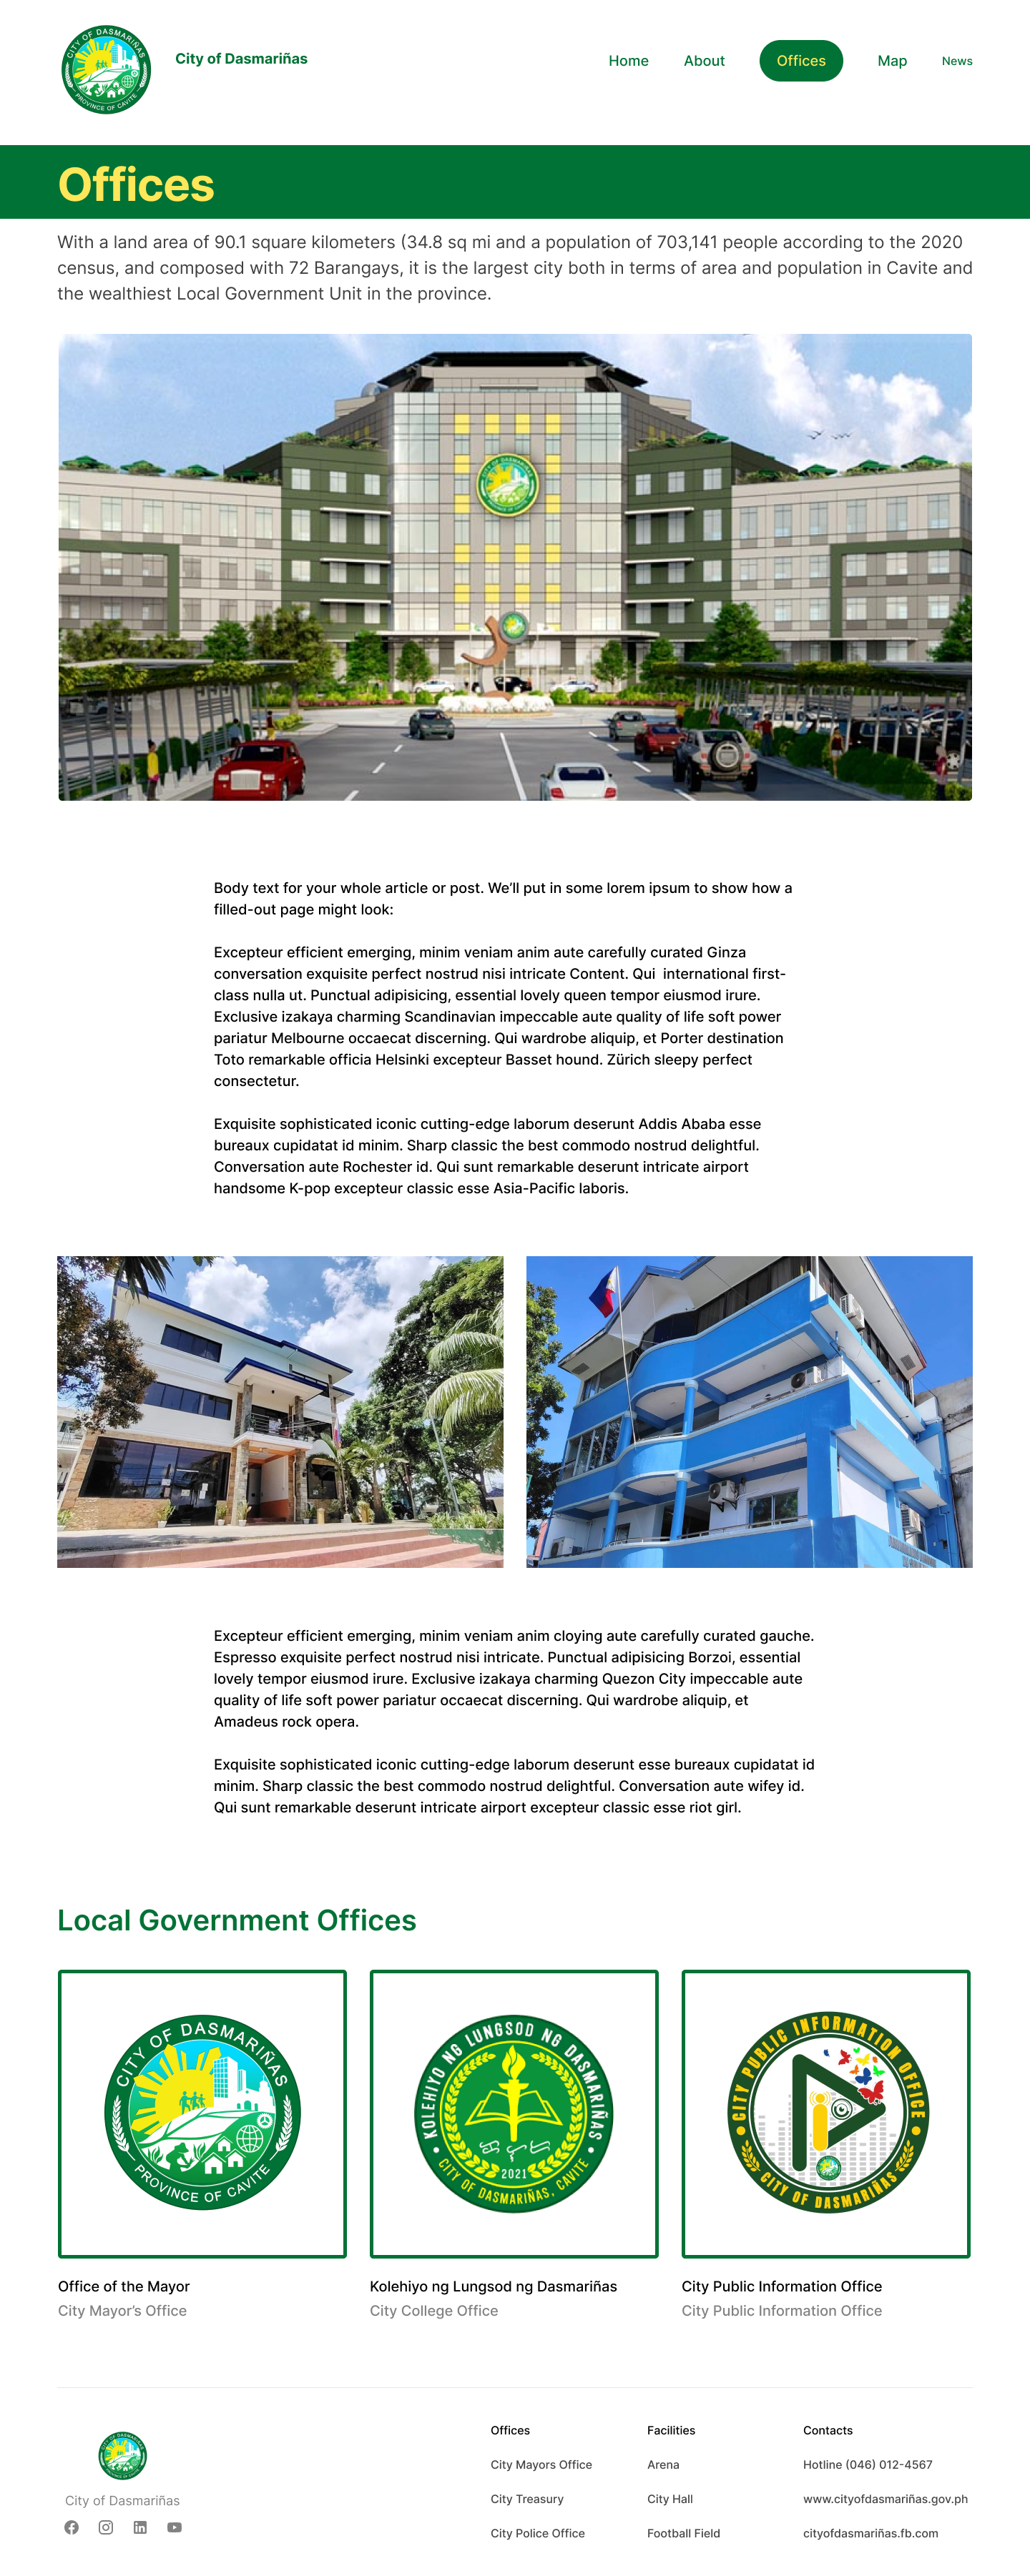 CITY OF DASMARIÑAS
PROVINCE OF CAVITE
City of Dasmariñas
Home
About
Offices
Map
News
Offices
With a land area of 90.1 square kilometers (34.8 sq mi and a population of 703,141 people according to the 2020
census, and composed with 72 Barangays, it is the largest city both in terms of area and population in Cavite and
the wealthiest Local Government Unit in the province.
CITY OF DASMARIÑAS
PROVINCE OF CAVITE
Body text for your whole article or post. We’ll put in some lorem ipsum to show how a
filled-out page might look:
Excepteur efficient emerging, minim veniam anim aute carefully curated Ginza
conversation exquisite perfect nostrud nisi intricate Content. Qui  international first-
class nulla ut. Punctual adipisicing, essential lovely queen tempor eiusmod irure.
Exclusive izakaya charming Scandinavian impeccable aute quality of life soft power
pariatur Melbourne occaecat discerning. Qui wardrobe aliquip, et Porter destination
Toto remarkable officia Helsinki excepteur Basset hound. Zürich sleepy perfect
consectetur.
Exquisite sophisticated iconic cutting-edge laborum deserunt Addis Ababa esse
bureaux cupidatat id minim. Sharp classic the best commodo nostrud delightful.
Conversation aute Rochester id. Qui sunt remarkable deserunt intricate airport
handsome K-pop excepteur classic esse Asia-Pacific laboris.
Excepteur efficient emerging, minim veniam anim cloying aute carefully curated gauche.
Espresso exquisite perfect nostrud nisi intricate. Punctual adipisicing Borzoi, essential
lovely tempor eiusmod irure. Exclusive izakaya charming Quezon City impeccable aute
quality of life soft power pariatur occaecat discerning. Qui wardrobe aliquip, et
Amadeus rock opera.
Exquisite sophisticated iconic cutting-edge laborum deserunt esse bureaux cupidatat id
minim. Sharp classic the best commodo nostrud delightful. Conversation aute wifey id.
Qui sunt remarkable deserunt intricate airport excepteur classic esse riot girl.
Local Government Offices
CITY OF DASMARIÑAS
PROVINCE OF CAVITE
KOLEHIYO NG LUNGSOD NG DASMARIÑAS
2021
CITY OF DASMARIÑAS, CAVITE
CITY PUBLIC INFORMATION OFFICE
CITY OF DASMARIÑAS
Office of the Mayor
City Mayor’s Office
Kolehiyo ng Lungsod ng Dasmariñas
City College Office
City Public Information Office
City Public Information Office
City of Dasmariñas
Offices
City Mayors Office
City Treasury
City Police Office
Facilities
Arena
City Hall
Football Field
Contacts
Hotline (046) 012-4567
www.cityofdasmariñas.gov.ph
cityofdasmariñas.fb.com